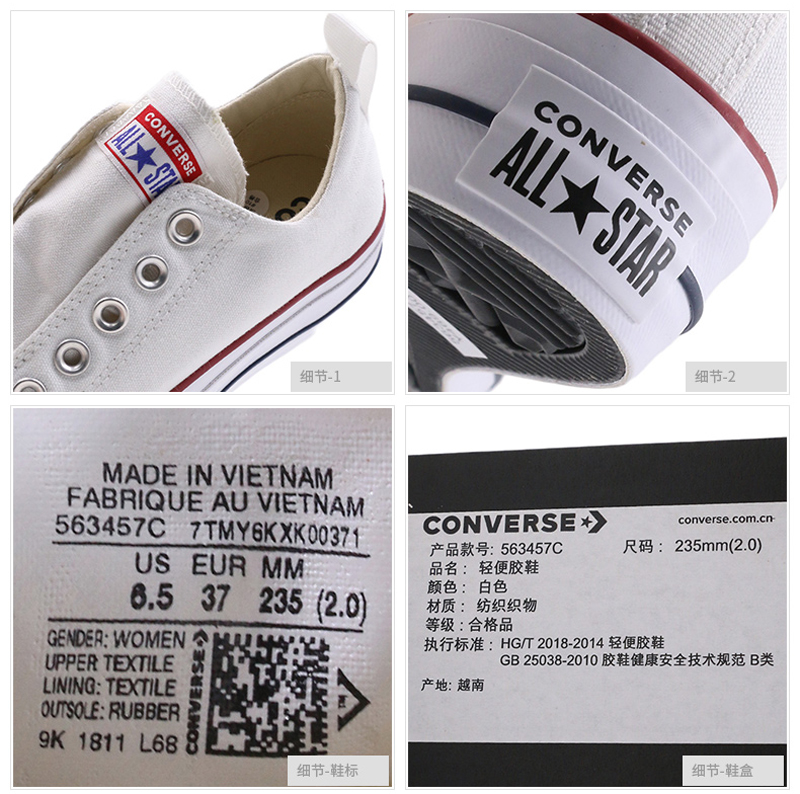 CONVERSE
ALL STAR
细节-1
CONVERSE
ALL STAR
细节-2
MADE IN VIETNAM
FABRIQUE AU VIETNAM
563457C 7TMY6KXK00371
US EUR MM
6.5 37 235 (2.0)
GENDER: WOMEN
UPPER TEXTILE
LINING: TEXTILE
OUTSOLE: RUBBER
CONVERSE
9K 1811 L68
细节-鞋标
CONVERSE
converse.com.cn
产品款号: 563457C 尺码: 235mm(2.0)
品名: 轻便胶鞋
颜色: 白色
材质: 纺织织物
等级: 合格品
执行标准: HG/T 2018-2014 轻便胶鞋
GB 25038-2010 胶鞋健康安全技术规范 B类
产地: 越南
细节-鞋盒